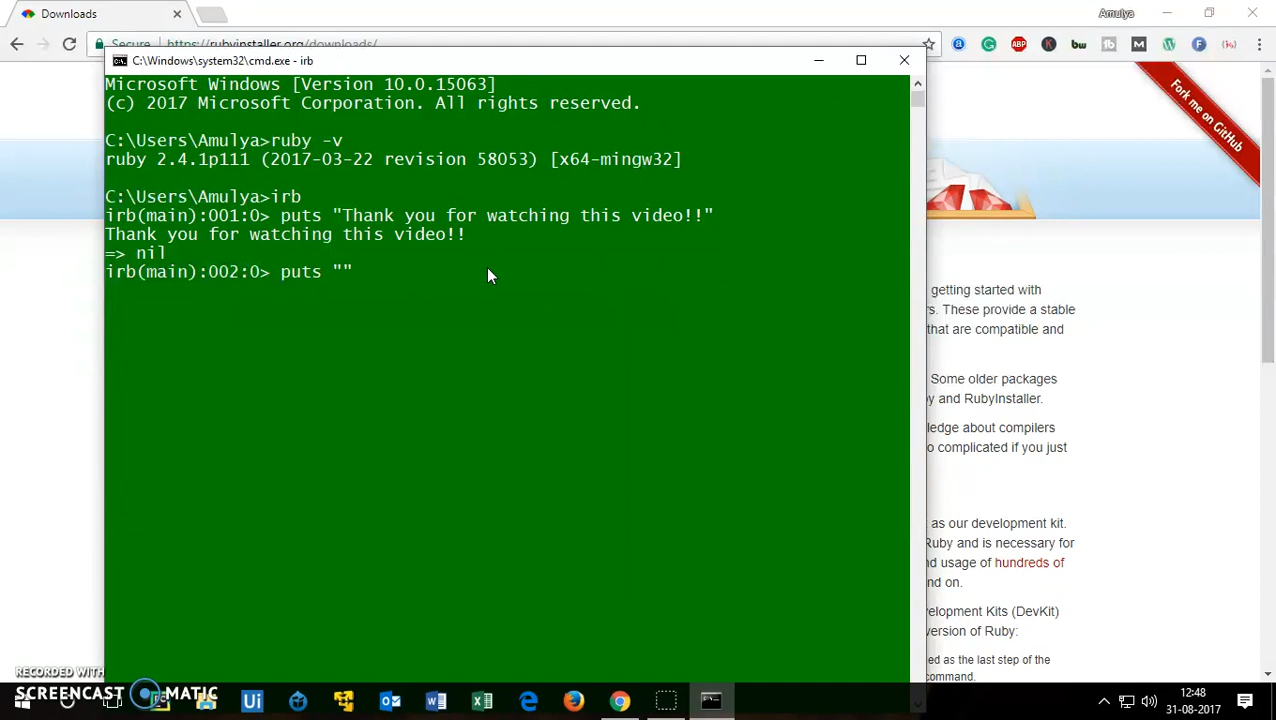 Downloads
Amulya
Secure
https://rubyinstaller.org/downloads/
C:\Windows\system32\cmd.exe - irb
Microsoft Windows [Version 10.0.15063]
(c) 2017 Microsoft Corporation. All rights reserved.
C:\Users\Amulya>ruby -v
ruby 2.4.1p111 (2017-03-22 revision 58053) [x64-mingw32]
C:\Users\Amulya>irb
irb(main):001:0> puts "Thank you for watching this video!!"
Thank you for watching this video!!
=> nil
irb(main):002:0> puts ""
Fork me on GitHub
getting started with
rs. These provide a stable
that are compatible and
Some older packages
by and RubyInstaller.
ledge about compilers
o complicated if you just
as our development kit.
Ruby and is necessary for
nd usage of hundreds of
nd on.
velopment Kits (DevKit)
version of Ruby:
ed as the last step of the
command.
RECORDED WITH
SCREENCAST MATIC
12:48
31-08-2017